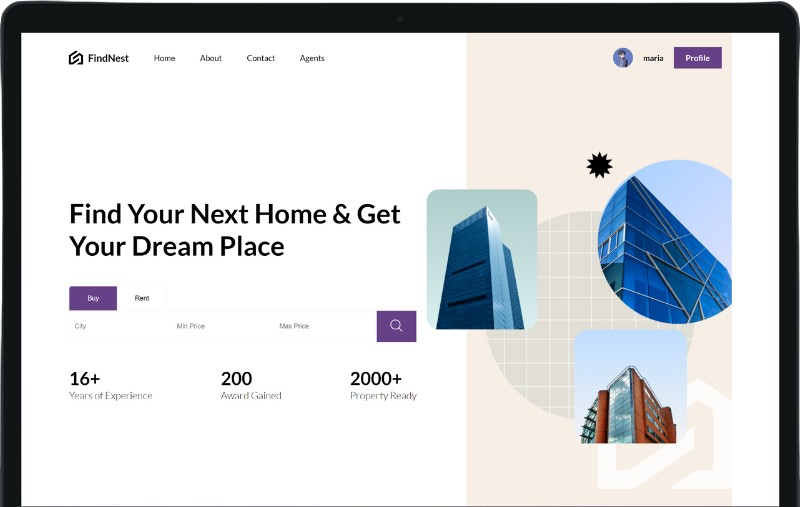 FindNest
Home
About
Contact
Agents
maria
Profile
Find Your Next Home & Get
Your Dream Place
Buy
Rent
City
Min Price
Max Price
16+
Years of Experience
200
Award Gained
2000+
Property Ready